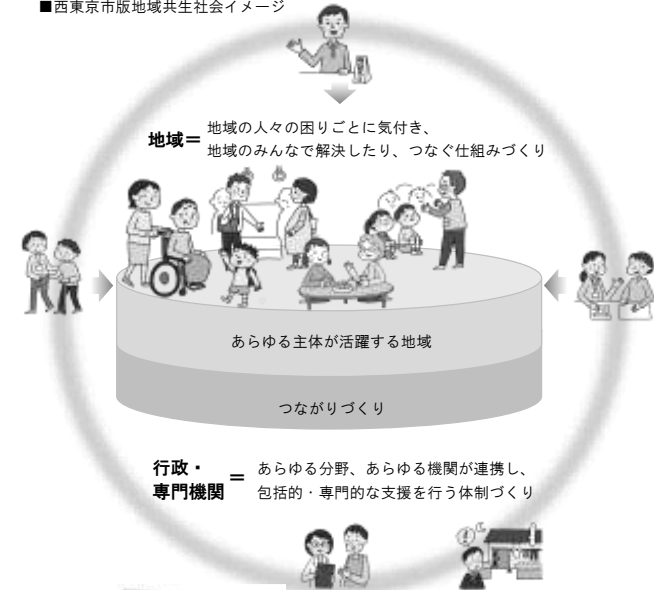 ■西東京市版地域共生社会イメージ
地域＝
地域の人々の困りごとに気付き、
地域のみんなで解決したり、つなぐ仕組みづくり
あらゆる主体が活躍する地域
つながりづくり
行政・
専門機関
＝
あらゆる分野、あらゆる機関が連携し、
包括的・専門的な支援を行う体制づくり